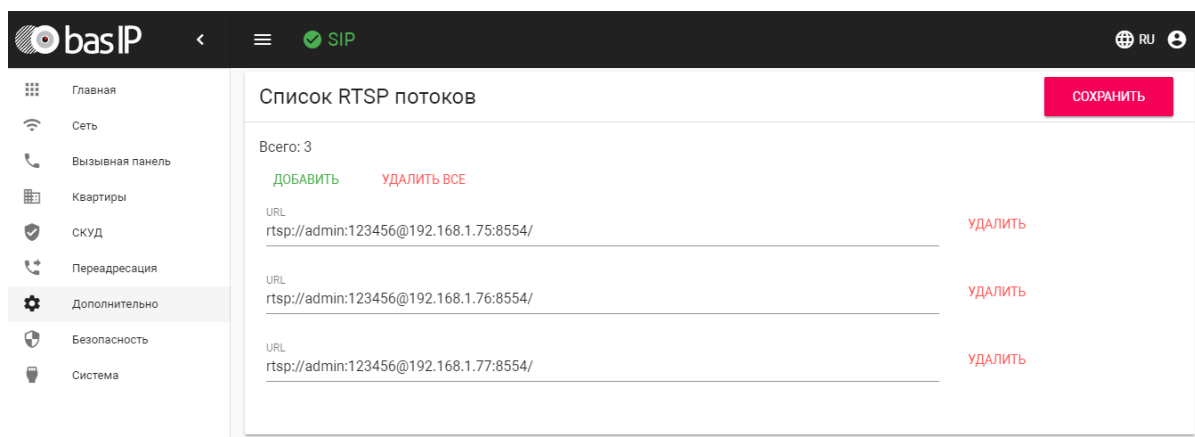 basIP
SIP
RU
Главная
Сеть
Вызывная панель
Квартиры
СКУД
Переадресация
Дополнительно
Безопасность
Система
Список RTSP потоков
СОХРАНИТЬ
Всего: 3
ДОБАВИТЬ УДАЛИТЬ ВСЕ
URL
rtsp://admin:123456@192.168.1.75:8554/
УДАЛИТЬ
URL
rtsp://admin:123456@192.168.1.76:8554/
УДАЛИТЬ
URL
rtsp://admin:123456@192.168.1.77:8554/
УДАЛИТЬ